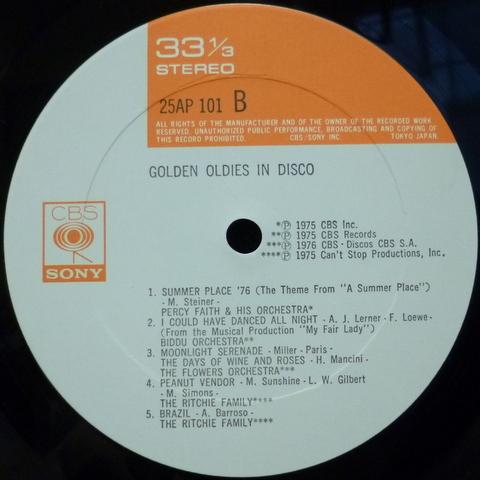 33 1/3
STEREO
25AP 101 B
ALL RIGHTS OF THE MANUFACTURER AND OF THE OWNER OF THE RECORDED WORK
RESERVED. UNAUTHORIZED PUBLIC PERFORMANCE, BROADCASTING AND COPYING OF
THIS RECORD PROHIBITED. CBS/SONY INC. TOKYO JAPAN.
GOLDEN OLDIES IN DISCO
CBS
SONY
*Ⓟ 1975 CBS Inc.
**Ⓟ 1975 CBS Records
***Ⓟ 1976 CBS・Discos CBS S.A.
****Ⓟ 1975 Can't Stop Productions, Inc.
1. SUMMER PLACE '76 (The Theme From "A Summer Place")
- M. Steiner-
PERCY FAITH & HIS ORCHESTRA*
2. I COULD HAVE DANCED ALL NIGHT - A. J. Lerner - F. Loewe-
(From the Musical Production "My Fair Lady")
BIDDU ORCHESTRA**
3. MOONLIGHT SERENADE - Miller - Paris -
THE DAYS OF WINE AND ROSES - H. Mancini -
THE FLOWERS ORCHESTRA***
4. PEANUT VENDOR - M. Sunshine - L. W. Gilbert
- M. Simons -
THE RITCHIE FAMILY****
5. BRAZIL - A. Barroso -
THE RITCHIE FAMILY****